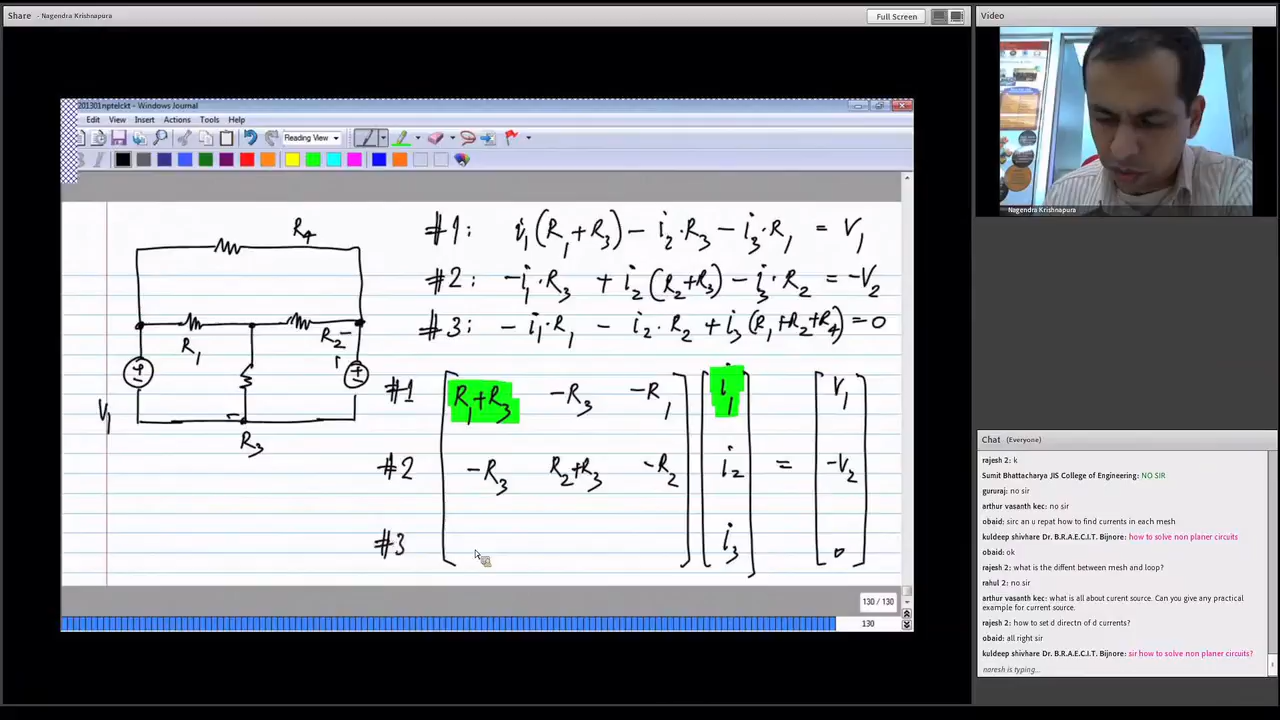 Share - Nagendra Krishnapura
Full Screen
Video
Nagendra Krishnapura
201301nptelckt - Windows Journal
Edit View Insert Actions Tools Help
Reading View
#1: i1(R1+R3) − i2·R3 − i3·R1 = V1
#2: −i1·R3 + i2(R2+R3) − i3·R2 = −V2
#3: −i1·R1 − i2·R2 + i3(R1+R2+R4) = 0
R4
R1
R2
V1
R3
#1 R1+R3 −R3 −R1 i1 V1
#2 −R3 R2+R3 −R2 i2 = −V2
#3 i3 0
130 / 130
130
Chat (Everyone)
rajesh 2: k
Sumit Bhattacharya JIS College of Engineering: NO SIR
gururaj: no sir
arthur vasanth kec: no sir
obaid: sirc an u repat how to find currents in each mesh
kuldeep shivhare Dr. B.R.A.E.C.I.T. Bijnore: how to solve non planer circuits
obaid: ok
rajesh 2: what is the diffent between mesh and loop?
rahul 2: no sir
arthur vasanth kec: what is all about curent source. Can you give any practical
example for current source.
rajesh 2: how to set d directn of d currents?
obaid: all right sir
kuldeep shivhare Dr. B.R.A.E.C.I.T. Bijnore: sir how to solve non planer circuits?
naresh is typing...